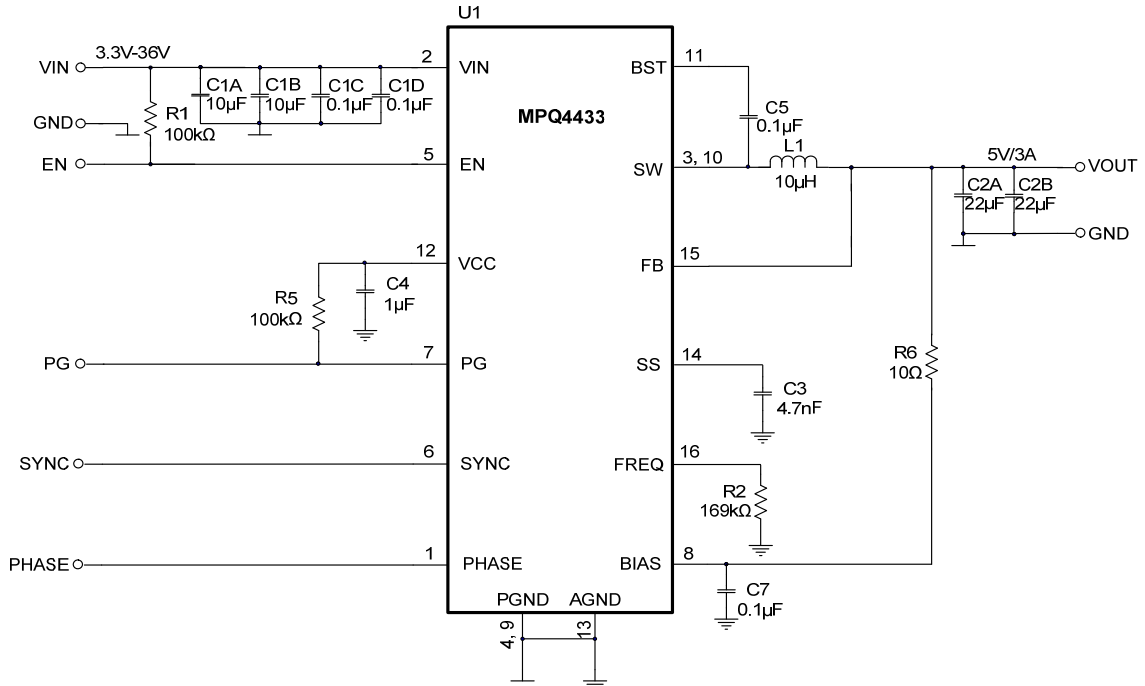 U1
3.3V-36V
VIN
GND
EN
R1
100kΩ
C1A
10µF
C1B
10µF
C1C
0.1µF
C1D
0.1µF
2
VIN
MPQ4433
BST
11
C5
0.1µF
5
EN
SW
3, 10
L1
10µH
5V/3A
VOUT
C2A
22µF
C2B
22µF
GND
12
VCC
FB
15
R5
100kΩ
C4
1µF
PG
7
PG
SS
14
C3
4.7nF
R6
10Ω
SYNC
6
SYNC
FREQ
16
R2
169kΩ
PHASE
1
PHASE
BIAS
8
C7
0.1µF
PGND
AGND
4, 9
13